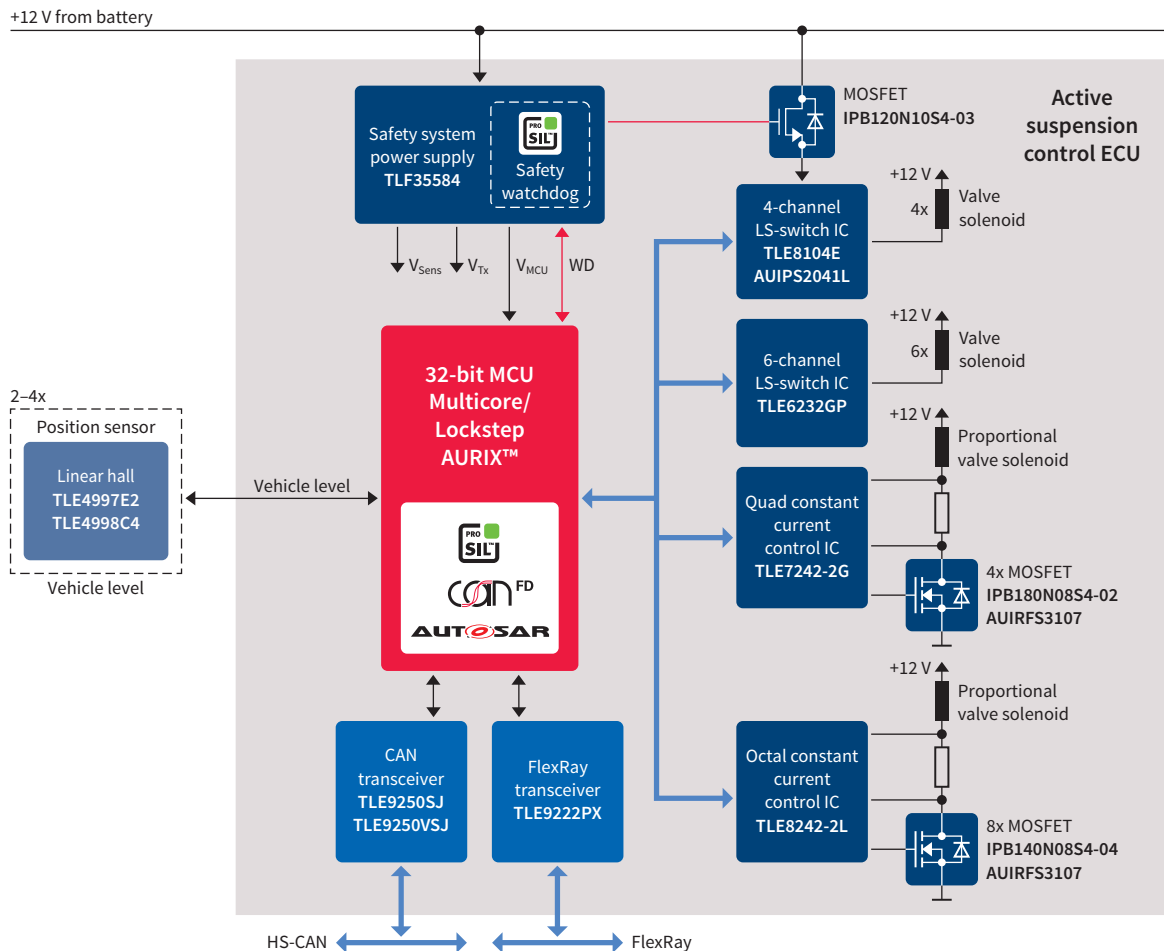 +12 V from battery
Safety system
power supply
TLF35584
PRO
SIL™
Safety
watchdog
MOSFET
IPB120N10S4-03
Active
suspension
control ECU
4-channel
LS-switch IC
TLE8104E
AUIPS2041L
+12 V
4x
Valve
solenoid
VSens
VTx
VMCU
WD
6-channel
LS-switch IC
TLE6232GP
+12 V
6x
Valve
solenoid
32-bit MCU
Multicore/
Lockstep
AURIX™
PRO
SIL™
CAN FD
AUTOSAR
2–4x
Position sensor
Linear hall
TLE4997E2
TLE4998C4
Vehicle level
Vehicle level
Quad constant
current
control IC
TLE7242-2G
+12 V
Proportional
valve solenoid
4x MOSFET
IPB180N08S4-02
AUIRFS3107
CAN
transceiver
TLE9250SJ
TLE9250VSJ
FlexRay
transceiver
TLE9222PX
Octal constant
current
control IC
TLE8242-2L
+12 V
Proportional
valve solenoid
8x MOSFET
IPB140N08S4-04
AUIRFS3107
HS-CAN
FlexRay